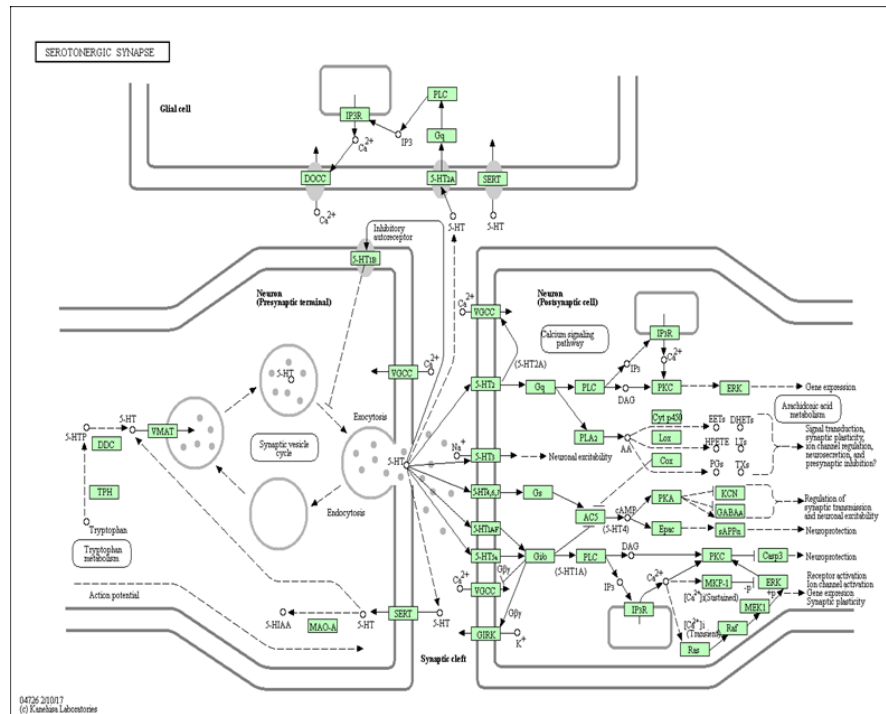 SEROTONERGIC SYNAPSE
Glial cell
PLC
IP3R
IP3
Ca2+
Gq
DOCC
5-HT2A
SERT
Ca2+
5-HT
5-HT
Inhibitory
autoreceptor
5-HT1B
Neuron
(Presynaptic terminal)
Neuron
(Postsynaptic cell)
Ca2+
VGCC
Calcium signaling
pathway
IP3R
(5-HT2A)
IP3
Ca2+
VGCC
Ca2+
5-HT
5-HT2
Gq
PLC
DAG
PKC
ERK
Gene expression
Exocytosis
5-HT
5-HTP
DDC
VMAT
Synaptic vesicle
cycle
5-HT
Endocytosis
TPH
Tryptophan
Tryptophan
metabolism
Action potential
PLA2
AA
Cyt p450
Lox
Cox
EETs
DHETs
HPETE
LTs
PGs
TXs
Arachidonic acid
metabolism
Signal transduction,
synaptic plasticity,
ion channel regulation,
neurosecretion, and
presynaptic inhibition?
Na+
5-HT3
Neuronal excitability
Gs
AC5
cAMP
(5-HT4)
PKA
KCN
GABAA
Regulation of
synaptic transmission
and neuronal excitability
Epac
sAPPα
Neuroprotection
5-HT5A
Gi/o
(5-HT1A)
PLC
DAG
PKC
Casp3
Neuroprotection
IP3
IP3R
Ca2+
MKP-1
-p
ERK
+p
[Ca2+]i(Sustained)
[Ca2+]i
(Transient)
MEK1
Raf
Ras
Receptor activation
Ion channel activation
Gene expression
Synaptic plasticity
Gβγ
Ca2+
VGCC
Gβγ
GIRK
K+
5-HIAA
MAO-A
5-HT
SERT
5-HT
Synaptic cleft
04726 2/10/17
(c) Kanehisa Laboratories